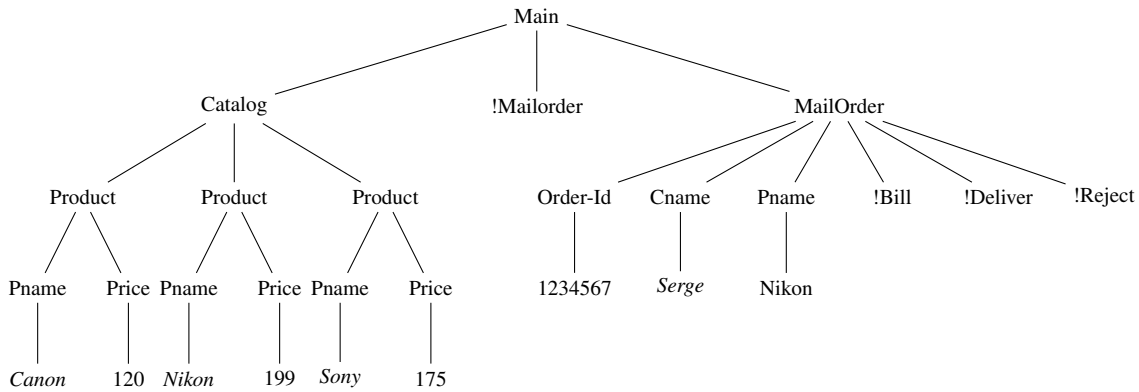 Main
Catalog !Mailorder MailOrder
Product Product Product Order-Id Cname Pname !Bill !Deliver !Reject
Pname Price Pname Price Pname Price 1234567 Serge Nikon
Canon 120 Nikon 199 Sony 175